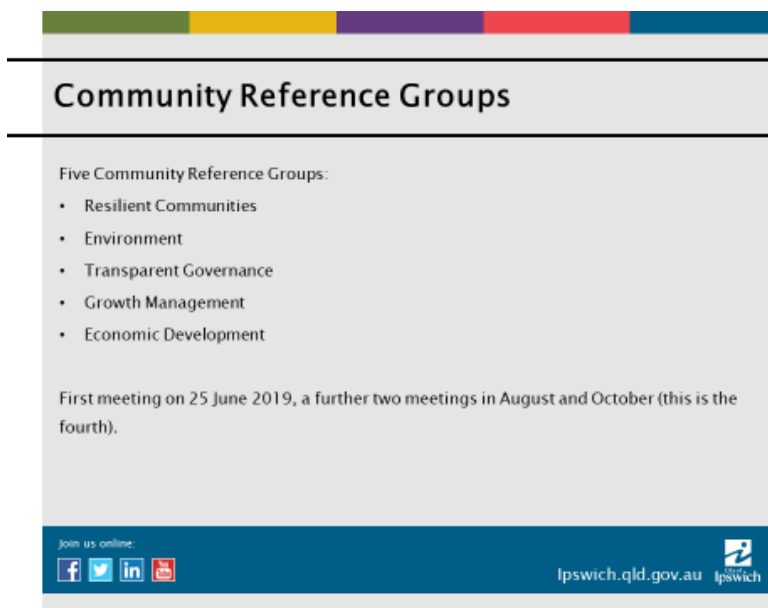 Community Reference Groups
Five Community Reference Groups:
• Resilient Communities
• Environment
• Transparent Governance
• Growth Management
• Economic Development
First meeting on 25 June 2019, a further two meetings in August and October (this is the
fourth).
Join us online:
Ipswich.qld.gov.au
City of
Ipswich